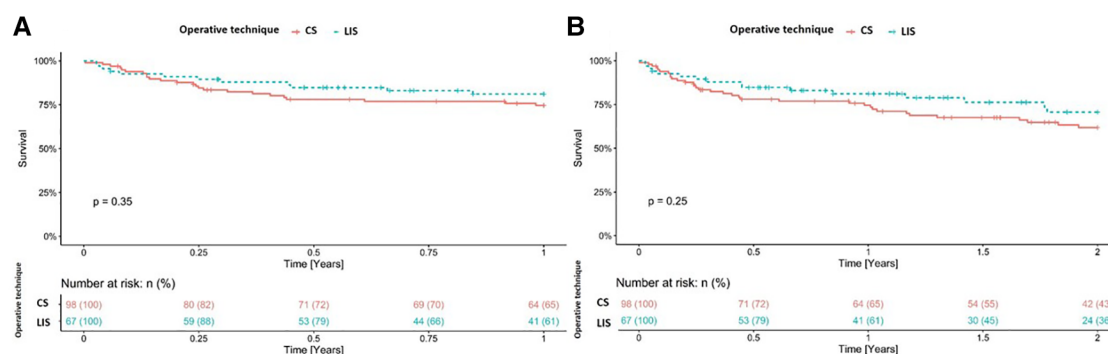 A
Operative technique CS LIS
100%
75%
50%
25%
0%
Survival
p = 0.35
0 0.25 0.5 0.75 1
Time [Years]
Operative technique
Number at risk: n (%)
CS 98 (100) 80 (82) 71 (72) 69 (70) 64 (65)
LIS 67 (100) 59 (88) 53 (79) 44 (66) 41 (61)
0 0.25 0.5 0.75 1
Time [Years]
B
Operative technique CS LIS
100%
75%
50%
25%
0%
Survival
p = 0.25
0 0.5 1 1.5 2
Time [Years]
Operative technique
Number at risk: n (%)
CS 98 (100) 71 (72) 64 (65) 54 (55) 42 (43
LIS 67 (100) 53 (79) 41 (61) 30 (45) 24 (36
0 0.5 1 1.5 2
Time [Years]